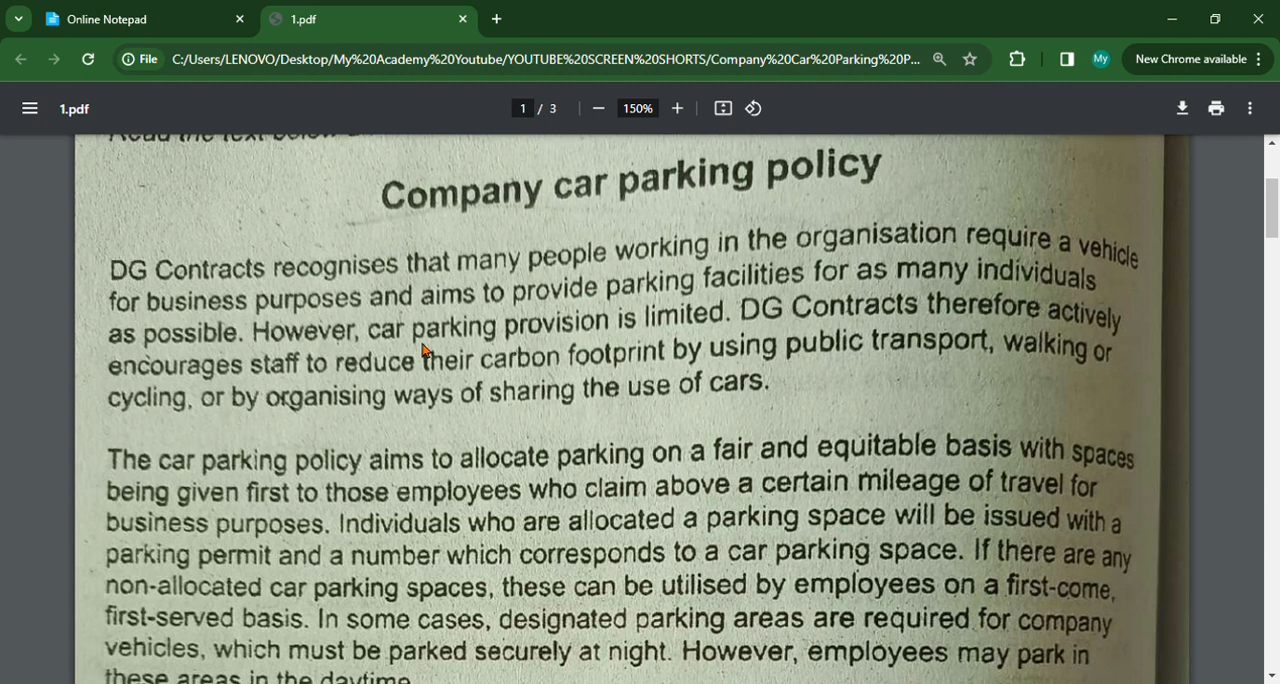 Online Notepad
1.pdf
File
C:/Users/LENOVO/Desktop/My%20Academy%20Youtube/YOUTUBE%20SCREEN%20SHORTS/Company%20Car%20Parking%20P...
My
New Chrome available
1.pdf
1 / 3
150%
Read the text below
Company car parking policy
DG Contracts recognises that many people working in the organisation require a vehicle
for business purposes and aims to provide parking facilities for as many individuals
as possible. However, car parking provision is limited. DG Contracts therefore actively
encourages staff to reduce their carbon footprint by using public transport, walking or
cycling, or by organising ways of sharing the use of cars.
The car parking policy aims to allocate parking on a fair and equitable basis with spaces
being given first to those employees who claim above a certain mileage of travel for
business purposes. Individuals who are allocated a parking space will be issued with a
parking permit and a number which corresponds to a car parking space. If there are any
non-allocated car parking spaces, these can be utilised by employees on a first-come,
first-served basis. In some cases, designated parking areas are required for company
vehicles, which must be parked securely at night. However, employees may park in
these areas in the daytime